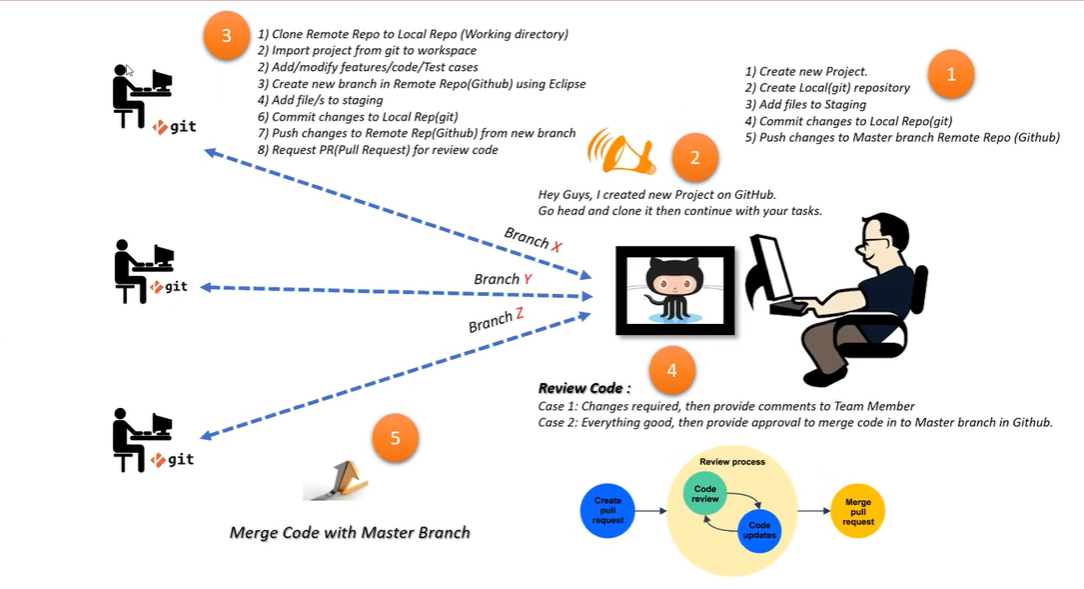 3
1) Clone Remote Repo to Local Repo (Working directory)
2) Import project from git to workspace
2) Add/modify features/code/Test cases
3) Create new branch in Remote Repo(Github) using Eclipse
4) Add file/s to staging
6) Commit changes to Local Rep(git)
7) Push changes to Remote Rep(Github) from new branch
8) Request PR(Pull Request) for review code
1
1) Create new Project.
2) Create Local(git) repository
3) Add files to Staging
4) Commit changes to Local Repo(git)
5) Push changes to Master branch Remote Repo (Github)
git
2
Hey Guys, I created new Project on GitHub.
Go head and clone it then continue with your tasks.
Branch X
Branch Y
Branch Z
git
4
Review Code :
Case 1: Changes required, then provide comments to Team Member
Case 2: Everything good, then provide approval to merge code in to Master branch in Github.
git
5
Merge Code with Master Branch
Review process
Create
pull
request
Code
review
Code
updates
Merge
pull
request